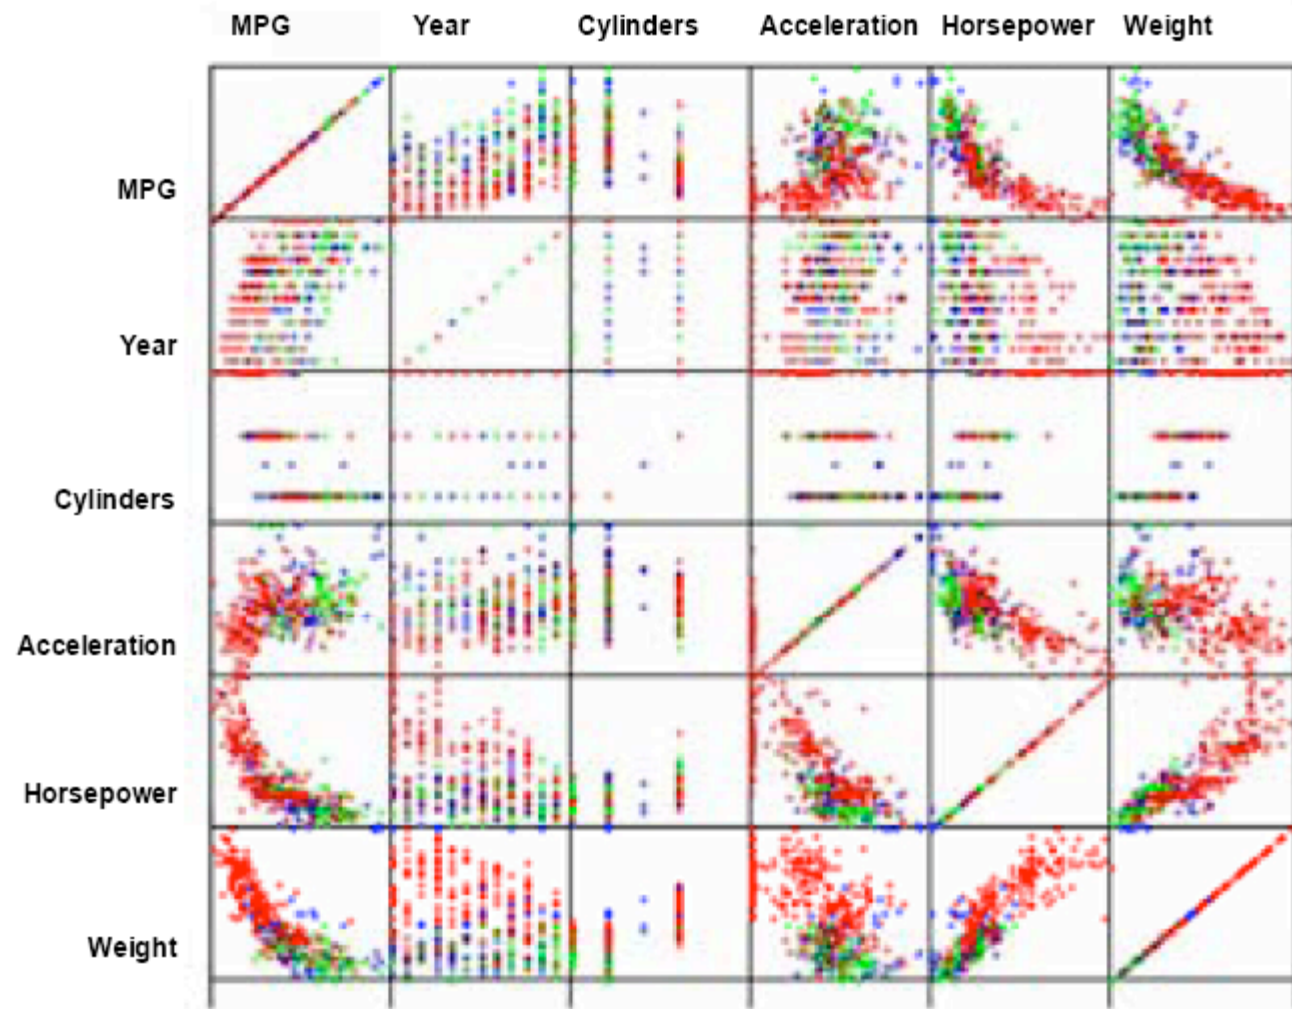 MPG Year Cylinders Acceleration Horsepower Weight
MPG
Year
Cylinders
Acceleration
Horsepower
Weight